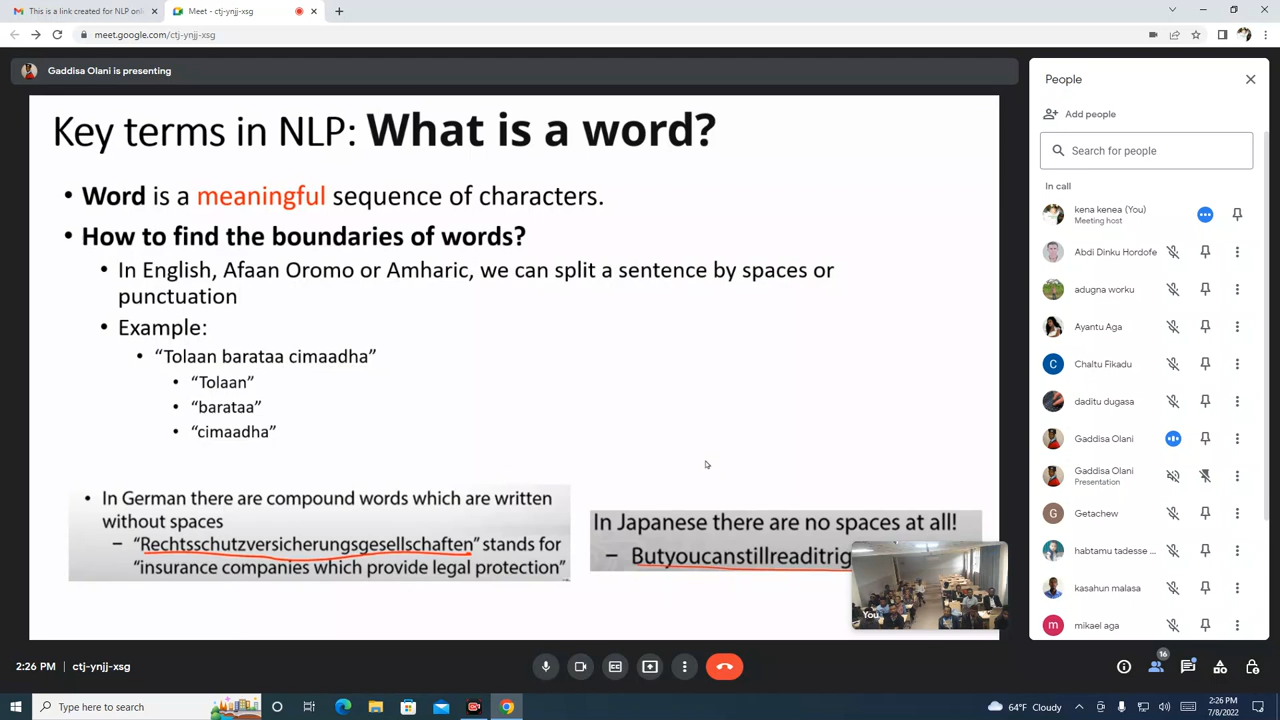 This is a link created for NLP onl
Meet - ctj-ynjj-xsg
meet.google.com/ctj-ynjj-xsg
Gaddisa Olani is presenting
Key terms in NLP: What is a word?
• Word is a meaningful sequence of characters.
• How to find the boundaries of words?
• In English, Afaan Oromo or Amharic, we can split a sentence by spaces or
punctuation
• Example:
• “Tolaan barataa cimaadha”
• “Tolaan”
• “barataa”
• “cimaadha”
• In German there are compound words which are written
without spaces
– “Rechtsschutzversicherungsgesellschaften” stands for
“insurance companies which provide legal protection”
In Japanese there are no spaces at all!
– Butyoucanstillreaditrig
You
People
Add people
Search for people
In call
kena kenea (You)
Meeting host
Abdi Dinku Hordofe
adugna worku
Ayantu Aga
C
Chaltu Fikadu
daditu dugasa
Gaddisa Olani
Gaddisa Olani
Presentation
G
Getachew
habtamu tadesse ...
kasahun malasa
m
mikael aga
2:26 PM | ctj-ynjj-xsg
16
Type here to search
64°F Cloudy
2:26 PM
7/8/2022